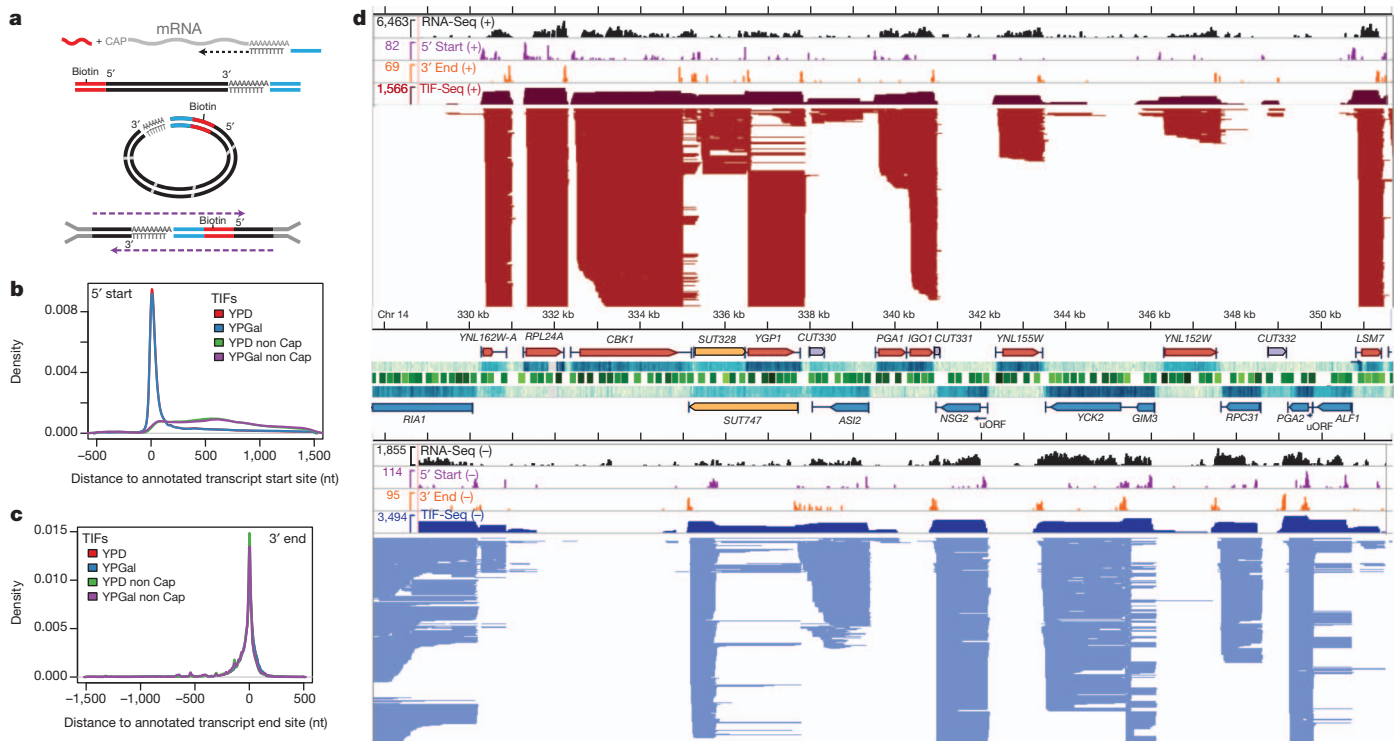 a
mRNA
+ CAP
Biotin 5′ 3′
Biotin
3′ 5′
Biotin 5′
3′
b
5′ start
TIFs
YPD
YPGal
YPD non Cap
YPGal non Cap
Density
0.008
0.004
0.000
−500 0 500 1,000 1,500
Distance to annotated transcript start site (nt)
c
TIFs 3′ end
YPD
YPGal
YPD non Cap
YPGal non Cap
Density
0.015
0.010
0.005
0.000
−1,500 −1,000 −500 0 500
Distance to annotated transcript end site (nt)
d
6,463 RNA-Seq (+)
82 5′ Start (+)
69 3′ End (+)
1,566 TIF-Seq (+)
Chr 14 330 kb 332 kb 334 kb 336 kb 338 kb 340 kb 342 kb 344 kb 346 kb 348 kb 350 kb
YNL162W-A RPL24A CBK1 SUT328 YGP1 CUT330 PGA1 IGO1 CUT331 YNL155W YNL152W CUT332 LSM7
RIA1 SUT747 ASI2 NSG2 uORF YCK2 GIM3 RPC31 PGA2 uORF ALF1
1,855 RNA-Seq (−)
114 5′ Start (−)
95 3′ End (−)
3,494 TIF-Seq (−)